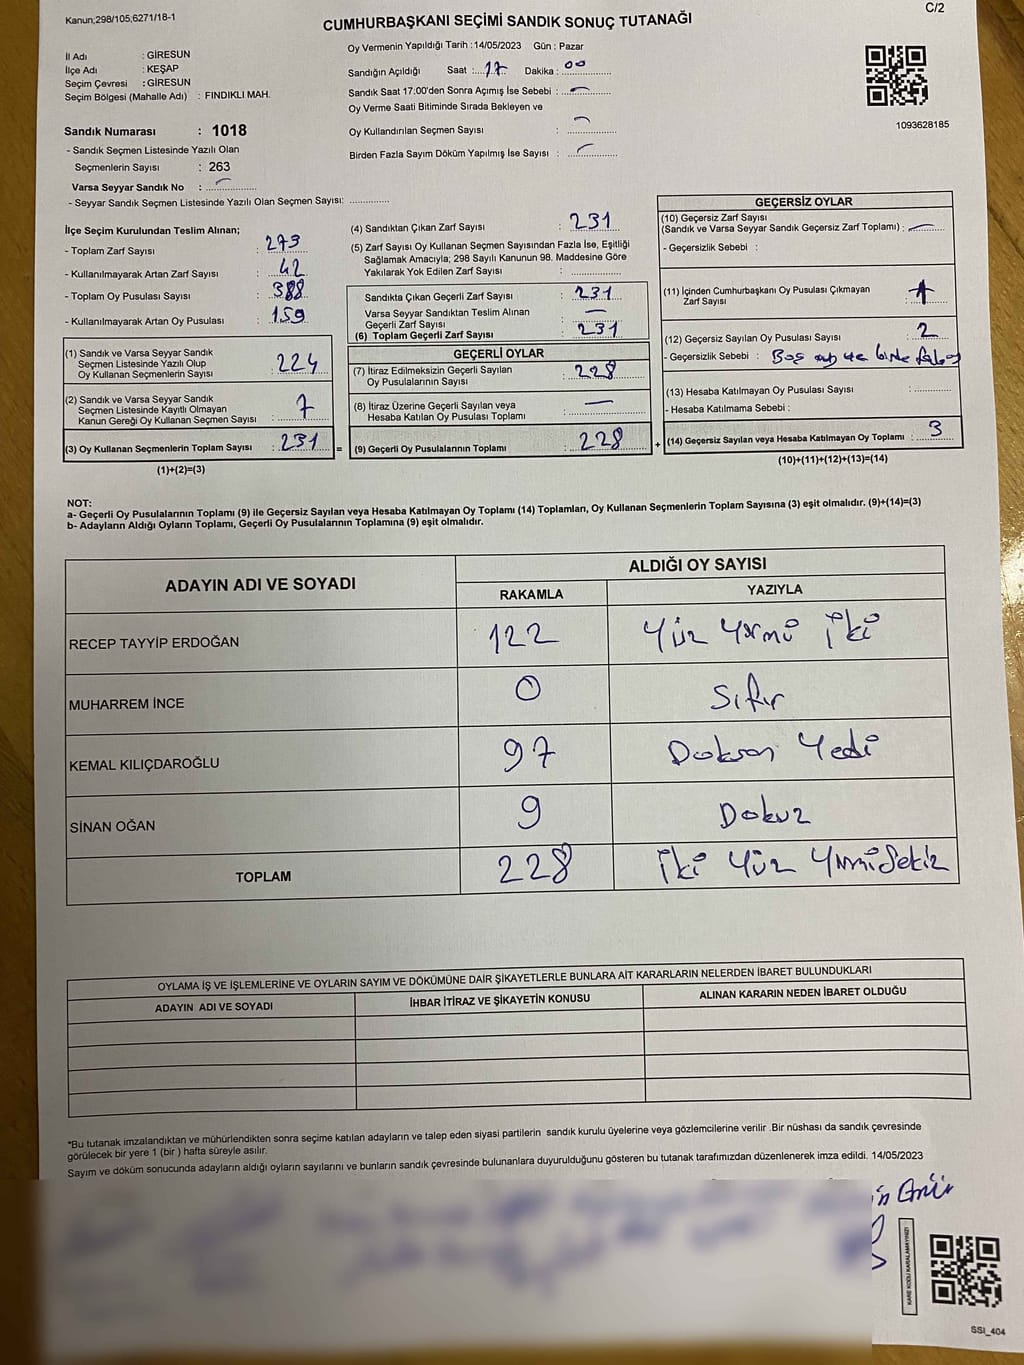 Kanun;298/105;6271/18-1
C/2
CUMHURBAŞKANI SEÇİMİ SANDIK SONUÇ TUTANAĞI
İl Adı : GİRESUN
İlçe Adı : KEŞAP
Seçim Çevresi : GİRESUN
Seçim Bölgesi (Mahalle Adı) : FINDIKLI MAH.
Sandık Numarası : 1018
- Sandık Seçmen Listesinde Yazılı Olan
Seçmenlerin Sayısı : 263
Varsa Seyyar Sandık No : –
- Seyyar Sandık Seçmen Listesinde Yazılı Olan Seçmen Sayısı: ..............
Oy Vermenin Yapıldığı Tarih : 14/05/2023 Gün : Pazar
Sandığın Açıldığı Saat : 17 Dakika : 00
Sandık Saat 17:00'den Sonra Açımış İse Sebebi : –
Oy Verme Saati Bitiminde Sırada Bekleyen ve
Oy Kullandırılan Seçmen Sayısı : –
Birden Fazla Sayım Döküm Yapılmış İse Sayısı : –
1093628185
İlçe Seçim Kurulundan Teslim Alınan;
- Toplam Zarf Sayısı : 273
- Kullanılmayarak Artan Zarf Sayısı : 42
- Toplam Oy Pusulası Sayısı : 388
- Kullanılmayarak Artan Oy Pusulası : 159
(1) Sandık ve Varsa Seyyar Sandık
Seçmen Listesinde Yazılı Olup
Oy Kullanan Seçmenlerin Sayısı : 224
(2) Sandık ve Varsa Seyyar Sandık
Seçmen Listesinde Kayıtlı Olmayan
Kanun Gereği Oy Kullanan Seçmen Sayısı : 7
(3) Oy Kullanan Seçmenlerin Toplam Sayısı : 231
(1)+(2)=(3)
=
(4) Sandıktan Çıkan Zarf Sayısı : 231
(5) Zarf Sayısı Oy Kullanan Seçmen Sayısından Fazla İse, Eşitliği
Sağlamak Amacıyla; 298 Sayılı Kanunun 98. Maddesine Göre
Yakılarak Yok Edilen Zarf Sayısı : ..............
Sandıkta Çıkan Geçerli Zarf Sayısı : 231
Varsa Seyyar Sandıktan Teslim Alınan
Geçerli Zarf Sayısı : –
(6) Toplam Geçerli Zarf Sayısı : 231
GEÇERLİ OYLAR
(7) İtiraz Edilmeksizin Geçerli Sayılan
Oy Pusulalarının Sayısı : 228
(8) İtiraz Üzerine Geçerli Sayılan veya
Hesaba Katılan Oy Pusulası Toplamı : –
(9) Geçerli Oy Pusulalarının Toplamı : 228
+
GEÇERSİZ OYLAR
(10) Geçersiz Zarf Sayısı
(Sandık ve Varsa Seyyar Sandık Geçersiz Zarf Toplamı) : –
- Geçersizlik Sebebi :
(11) İçinden Cumhurbaşkanı Oy Pusulası Çıkmayan
Zarf Sayısı : 1
(12) Geçersiz Sayılan Oy Pusulası Sayısı : 2
- Geçersizlik Sebebi : Boş
(13) Hesaba Katılmayan Oy Pusulası Sayısı : ..............
- Hesaba Katılmama Sebebi :
(14) Geçersiz Sayılan veya Hesaba Katılmayan Oy Toplamı : 3
(10)+(11)+(12)+(13)=(14)
NOT:
a- Geçerli Oy Pusulalarının Toplamı (9) ile Geçersiz Sayılan veya Hesaba Katılmayan Oy Toplamı (14) Toplamları, Oy Kullanan Seçmenlerin Toplam Sayısına (3) eşit olmalıdır. (9)+(14)=(3)
b- Adayların Aldığı Oyların Toplamı, Geçerli Oy Pusulalarının Toplamına (9) eşit olmalıdır.
ADAYIN ADI VE SOYADI
ALDIĞI OY SAYISI
RAKAMLA YAZIYLA
RECEP TAYYİP ERDOĞAN 122 Yüz Yirmi İki
MUHARREM İNCE 0 Sıfır
KEMAL KILIÇDAROĞLU 97 Doksan Yedi
SİNAN OĞAN 9 Dokuz
TOPLAM 228 İki Yüz Yirmi Sekiz
OYLAMA İŞ VE İŞLEMLERİNE VE OYLARIN SAYIM VE DÖKÜMÜNE DAİR ŞİKAYETLERLE BUNLARA AİT KARARLARIN NELERDEN İBARET BULUNDUKLARI
ADAYIN ADI VE SOYADI İHBAR İTİRAZ VE ŞİKAYETİN KONUSU ALINAN KARARIN NEDEN İBARET OLDUĞU
*Bu tutanak imzalandıktan ve mühürlendikten sonra seçime katılan adayların ve talep eden siyasi partilerin sandık kurulu üyelerine veya gözlemcilerine verilir .Bir nüshası da sandık çevresinde
görülecek bir yere 1 (bir ) hafta süreyle asılır.
Sayım ve döküm sonucunda adayların aldığı oyların sayılarını ve bunların sandık çevresinde bulunanlara duyurulduğunu gösteren bu tutanak tarafımızdan düzenlenerek imza edildi. 14/05/2023
KARE KODU KARALAMAYINIZ!
SSI_404